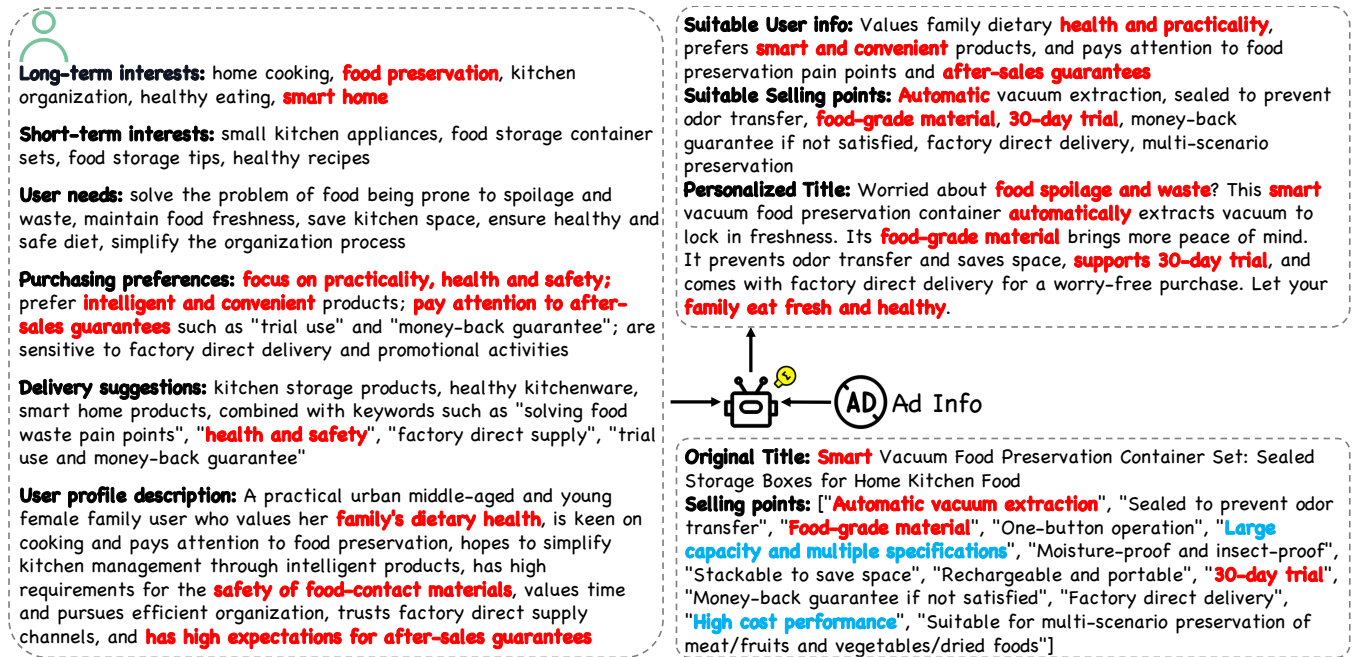 Long-term interests: home cooking, food preservation, kitchen
organization, healthy eating, smart home
Short-term interests: small kitchen appliances, food storage container
sets, food storage tips, healthy recipes
User needs: solve the problem of food being prone to spoilage and
waste, maintain food freshness, save kitchen space, ensure healthy and
safe diet, simplify the organization process
Purchasing preferences: focus on practicality, health and safety;
prefer intelligent and convenient products; pay attention to after-
sales guarantees such as "trial use" and "money-back guarantee"; are
sensitive to factory direct delivery and promotional activities
Delivery suggestions: kitchen storage products, healthy kitchenware,
smart home products, combined with keywords such as "solving food
waste pain points", "health and safety", "factory direct supply", "trial
use and money-back guarantee"
User profile description: A practical urban middle-aged and young
female family user who values her family's dietary health, is keen on
cooking and pays attention to food preservation, hopes to simplify
kitchen management through intelligent products, has high
requirements for the safety of food-contact materials, values time
and pursues efficient organization, trusts factory direct supply
channels, and has high expectations for after-sales guarantees
Suitable User info: Values family dietary health and practicality,
prefers smart and convenient products, and pays attention to food
preservation pain points and after-sales guarantees
Suitable Selling points: Automatic vacuum extraction, sealed to prevent
odor transfer, food-grade material, 30-day trial, money-back
guarantee if not satisfied, factory direct delivery, multi-scenario
preservation
Personalized Title: Worried about food spoilage and waste? This smart
vacuum food preservation container automatically extracts vacuum to
lock in freshness. Its food-grade material brings more peace of mind.
It prevents odor transfer and saves space, supports 30-day trial, and
comes with factory direct delivery for a worry-free purchase. Let your
family eat fresh and healthy.
AD Ad Info
Original Title: Smart Vacuum Food Preservation Container Set: Sealed
Storage Boxes for Home Kitchen Food
Selling points: ["Automatic vacuum extraction", "Sealed to prevent odor
transfer", "Food-grade material", "One-button operation", "Large
capacity and multiple specifications", "Moisture-proof and insect-proof",
"Stackable to save space", "Rechargeable and portable", "30-day trial",
"Money-back guarantee if not satisfied", "Factory direct delivery",
"High cost performance", "Suitable for multi-scenario preservation of
meat/fruits and vegetables/dried foods"]